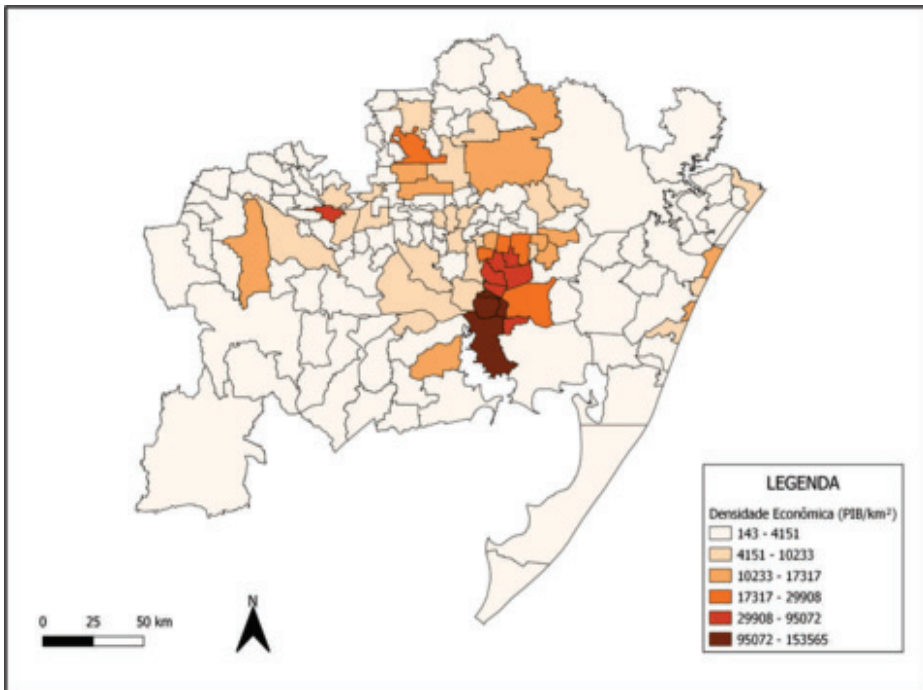 LEGENDA
Densidade Econômica (PIB/km²)
143 - 4151
4151 - 10233
10233 - 17317
17317 - 29908
29908 - 95072
95072 - 153565
N
0 25 50 km